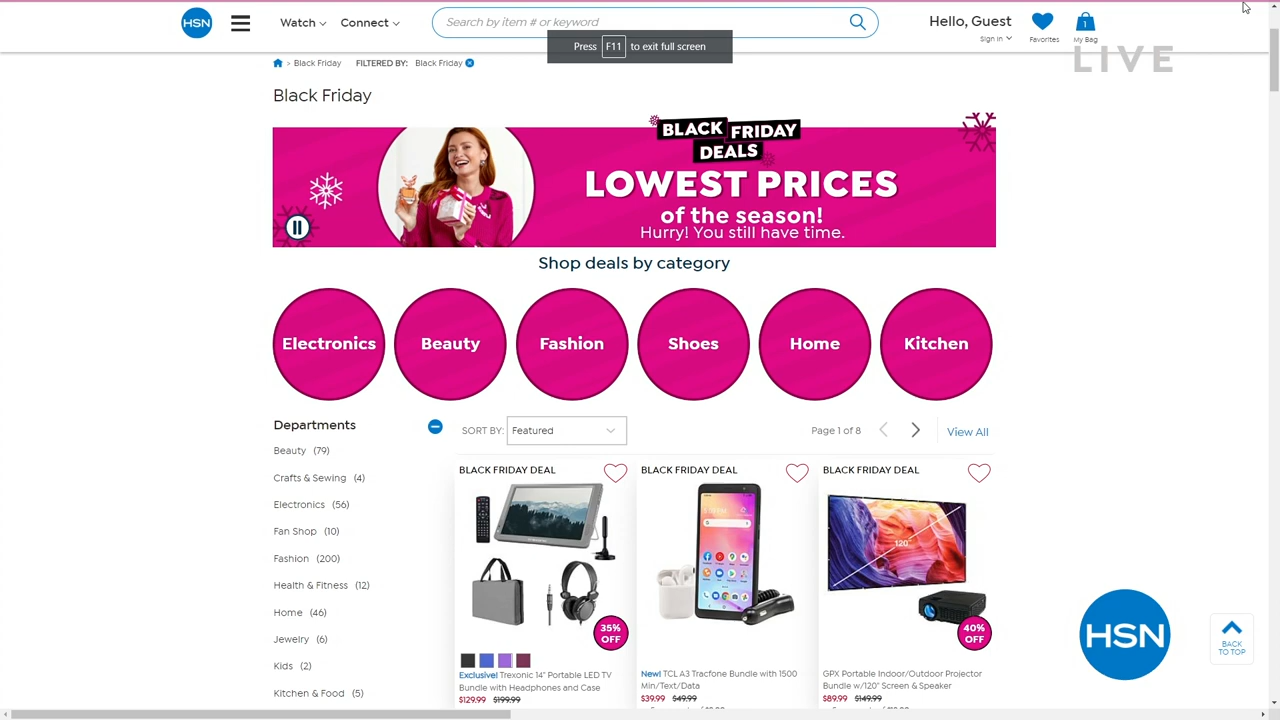 HSN
Watch
Connect
Search by item # or keyword
Hello, Guest
Sign In
Favorites
1
My Bag
Press F11 to exit full screen
LIVE
> Black Friday
FILTERED BY: Black Friday
Black Friday
BLACK FRIDAY
DEALS
LOWEST PRICES
of the season!
Hurry! You still have time.
Shop deals by category
Electronics
Beauty
Fashion
Shoes
Home
Kitchen
Departments
Beauty (79)
Crafts & Sewing (4)
Electronics (56)
Fan Shop (10)
Fashion (200)
Health & Fitness (12)
Home (46)
Jewelry (6)
Kids (2)
Kitchen & Food (5)
SORT BY: Featured
Page 1 of 8
View All
BLACK FRIDAY DEAL
35%
OFF
Exclusive! Trexonic 14" Portable LED TV
Bundle with Headphones and Case
$129.99 $199.99
BLACK FRIDAY DEAL
New! TCL A3 Tracfone Bundle with 1500
Min/Text/Data
$39.99 $49.99
BLACK FRIDAY DEAL
120"
40%
OFF
GPX Portable Indoor/Outdoor Projector
Bundle w/120" Screen & Speaker
$89.99 $149.99
HSN
BACK
TO TOP